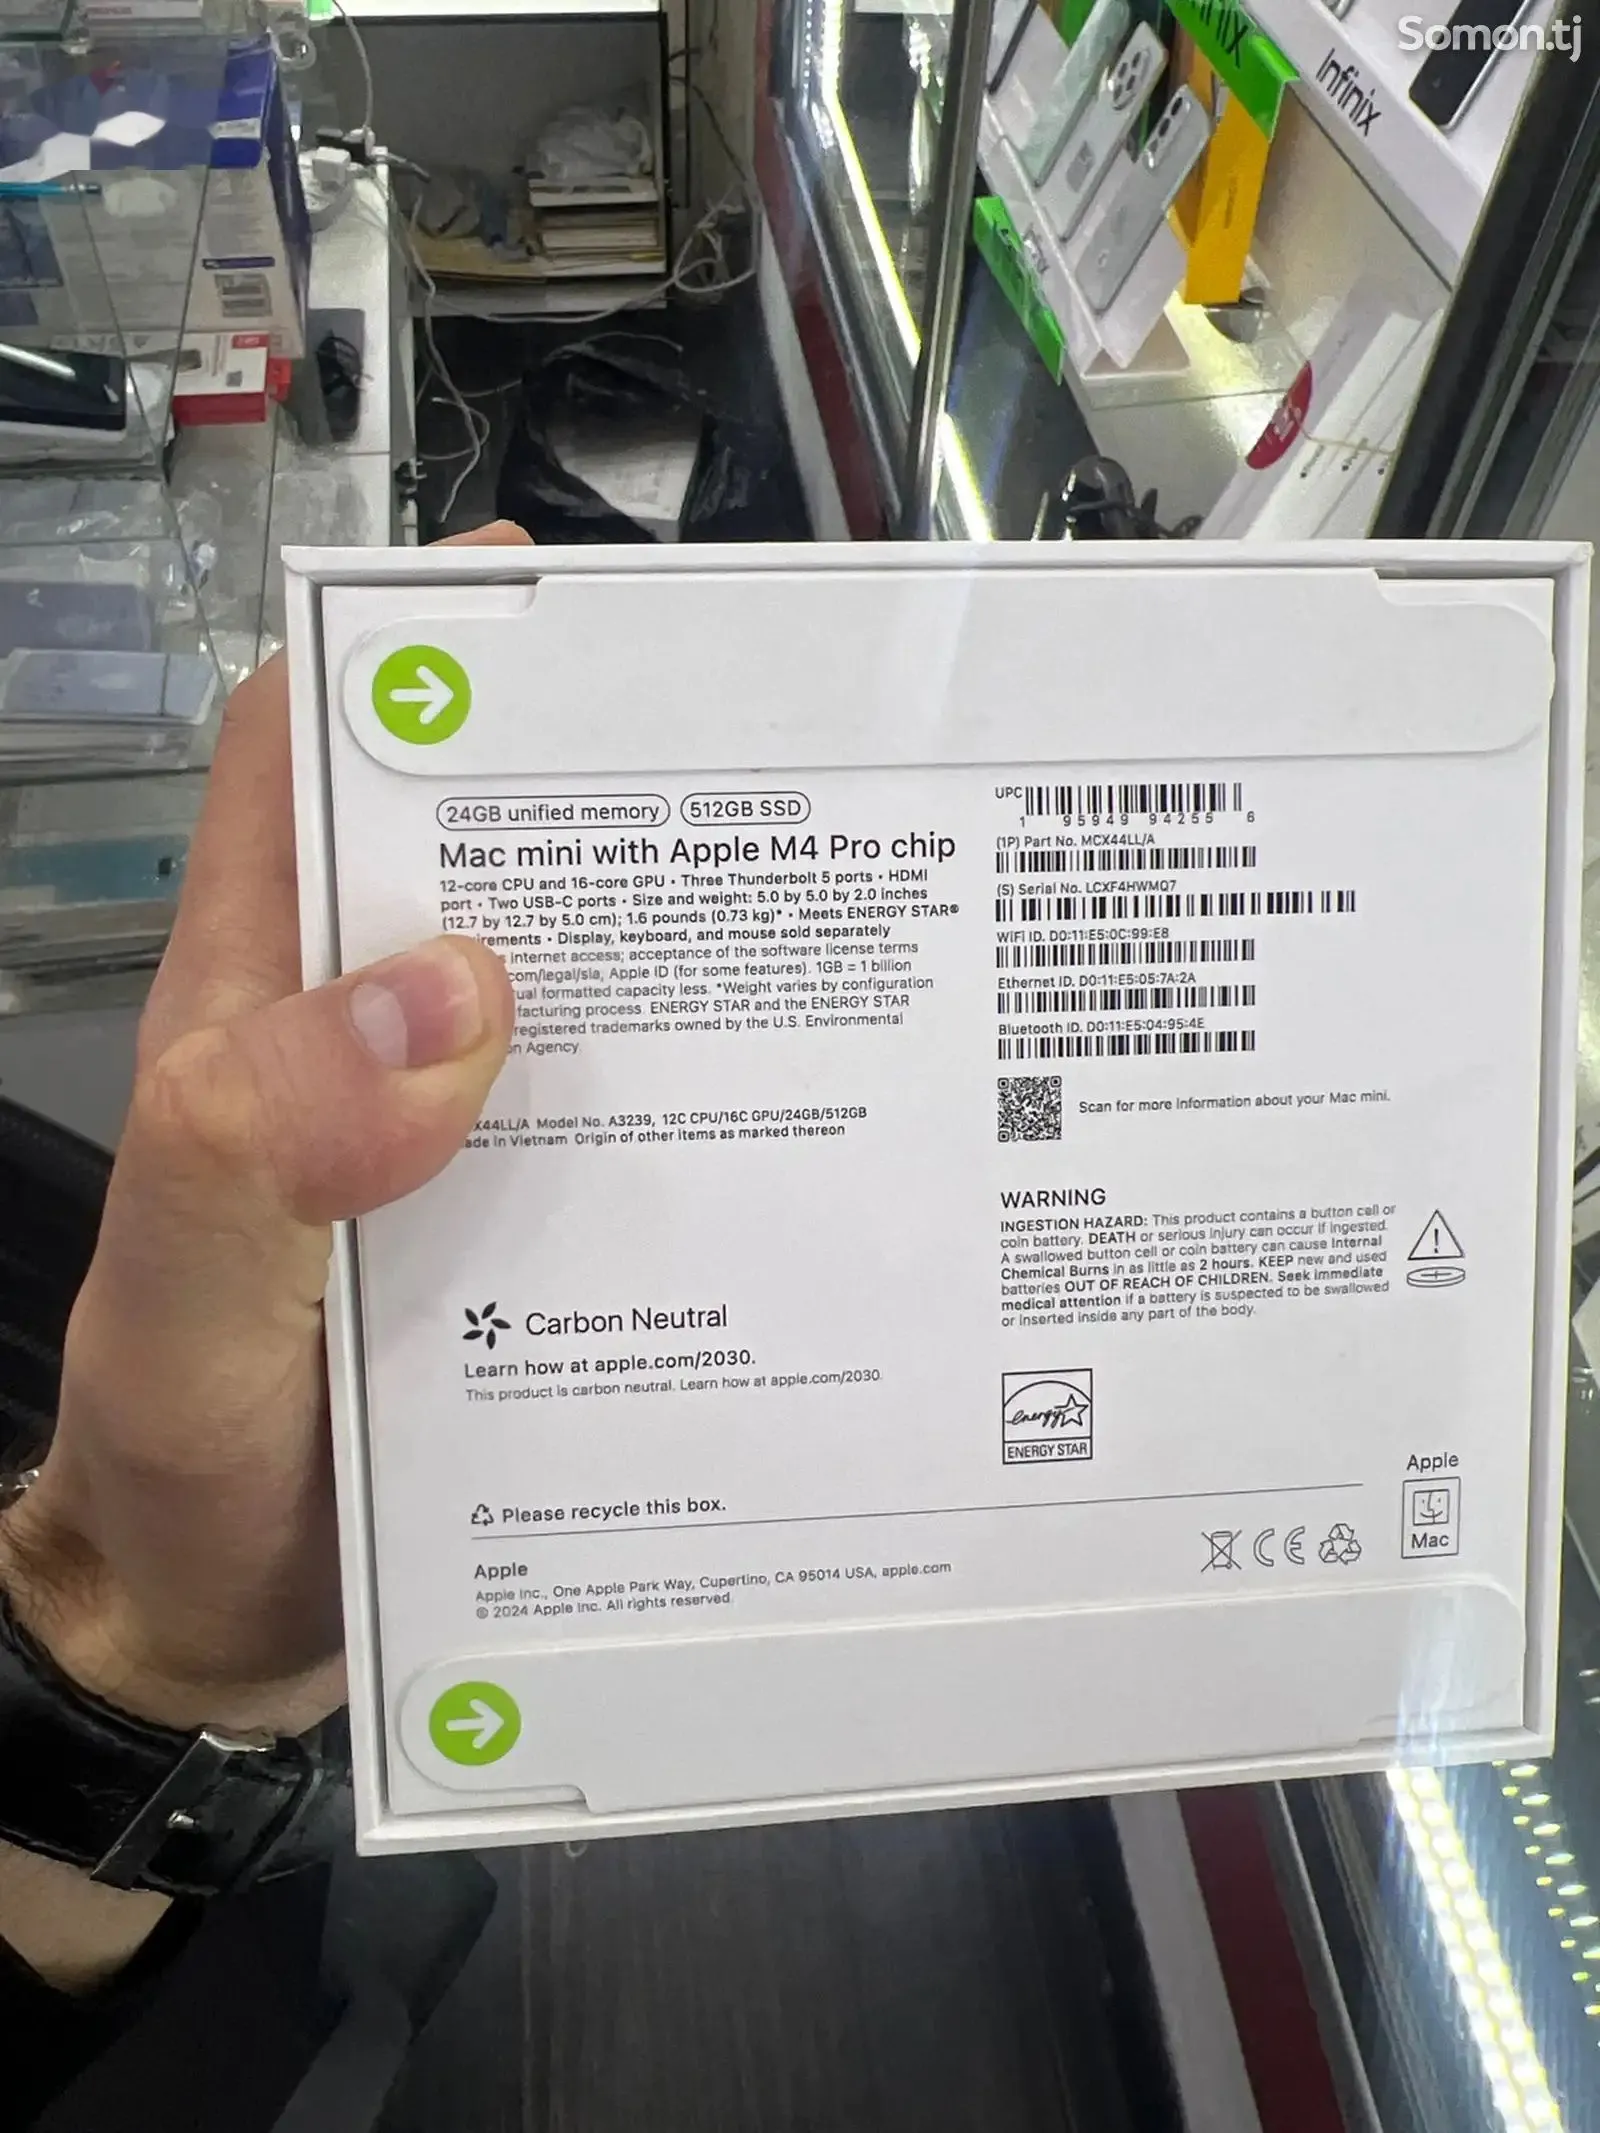 Somon.tj
Infinix
24GB unified memory 512GB SSD
Mac mini with Apple M4 Pro chip
12-core CPU and 16-core GPU • Three Thunderbolt 5 ports • HDMI
port • Two USB-C ports • Size and weight: 5.0 by 5.0 by 2.0 inches
(12.7 by 12.7 by 5.0 cm); 1.6 pounds (0.73 kg)* • Meets ENERGY STAR®
irements • Display, keyboard, and mouse sold separately
internet access; acceptance of the software license terms
com/legal/sla, Apple ID (for some features). 1GB = 1 billion
ual formatted capacity less. *Weight varies by configuration
facturing process. ENERGY STAR and the ENERGY STAR
registered trademarks owned by the U.S. Environmental
on Agency.
X44LL/A Model No. A3239, 12C CPU/16C GPU/24GB/512GB
ade in Vietnam Origin of other items as marked thereon
UPC
1 95949 94255 6
(1P) Part No. MCX44LL/A
(S) Serial No. LCXF4HWMQ7
WiFi ID. D0:11:E5:0C:99:E8
Ethernet ID. D0:11:E5:05:7A:2A
Bluetooth ID. D0:11:E5:04:95:4E
Scan for more information about your Mac mini.
WARNING
INGESTION HAZARD: This product contains a button cell or
coin battery. DEATH or serious injury can occur if ingested.
A swallowed button cell or coin battery can cause Internal
Chemical Burns in as little as 2 hours. KEEP new and used
batteries OUT OF REACH OF CHILDREN. Seek immediate
medical attention if a battery is suspected to be swallowed
or inserted inside any part of the body.
Carbon Neutral
Learn how at apple.com/2030.
This product is carbon neutral. Learn how at apple.com/2030.
energy
ENERGY STAR
Please recycle this box.
Apple
Apple Inc., One Apple Park Way, Cupertino, CA 95014 USA, apple.com
© 2024 Apple Inc. All rights reserved.
CE
Apple
Mac